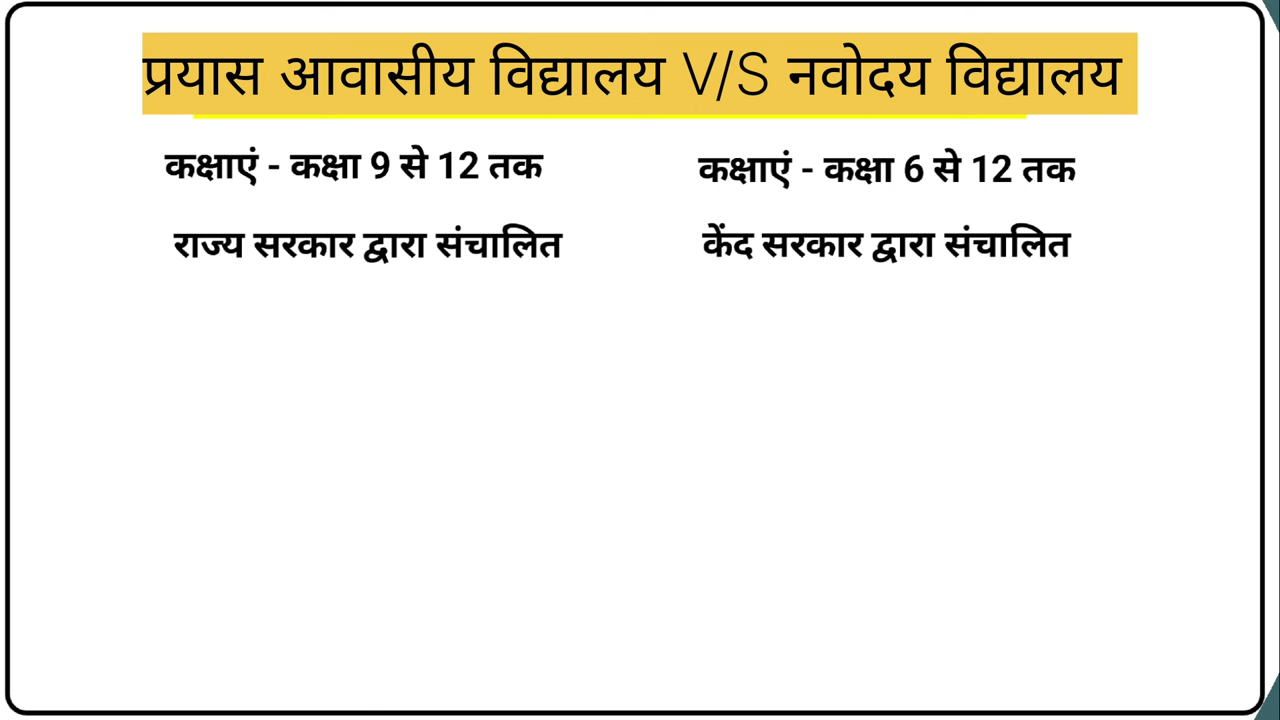 प्रयास आवासीय विद्यालय V/S नवोदय विद्यालय
कक्षाएं - कक्षा 9 से 12 तक
कक्षाएं - कक्षा 6 से 12 तक
राज्य सरकार द्वारा संचालित
केंद सरकार द्वारा संचालित